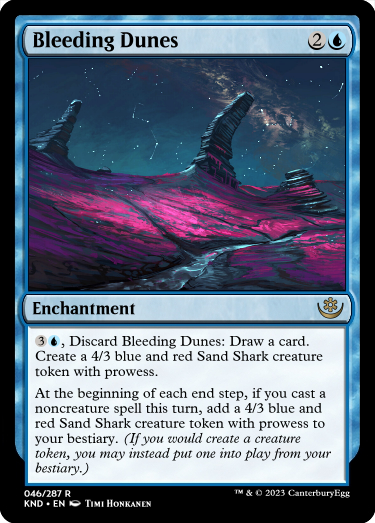 Bleeding Dunes 2
Enchantment
3, Discard Bleeding Dunes: Draw a card.
Create a 4/3 blue and red Sand Shark creature
token with prowess.
At the beginning of each end step, if you cast a
noncreature spell this turn, add a 4/3 blue and
red Sand Shark creature token with prowess to
your bestiary. (If you would create a creature
token, you may instead put one into play from your
bestiary.)
046/287 R
KND • EN Timi Honkanen
™ & © 2023 CanterburyEgg